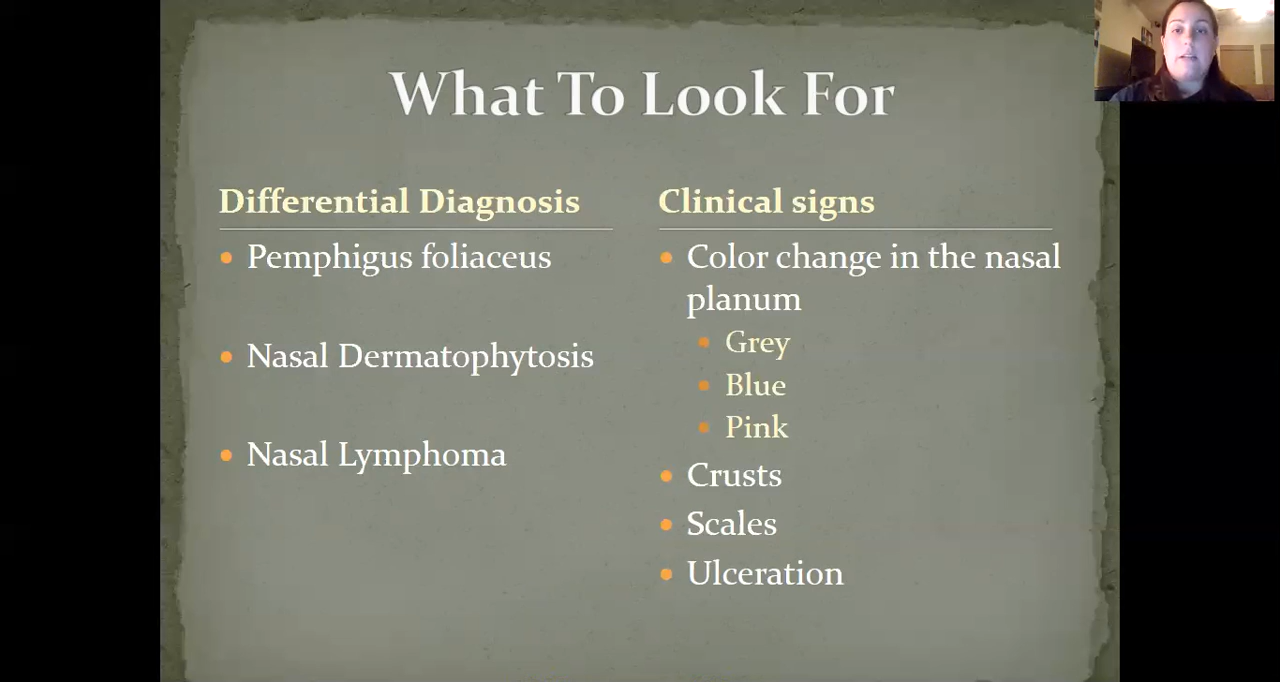 What To Look For
Differential Diagnosis
Pemphigus foliaceus
Nasal Dermatophytosis
Nasal Lymphoma
Clinical signs
Color change in the nasal
planum
Grey
Blue
Pink
Crusts
Scales
Ulceration